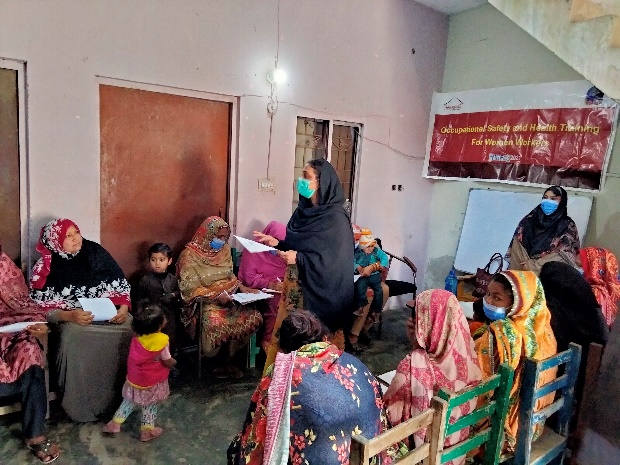 Occupational Safety and Health Training
For Women Workers